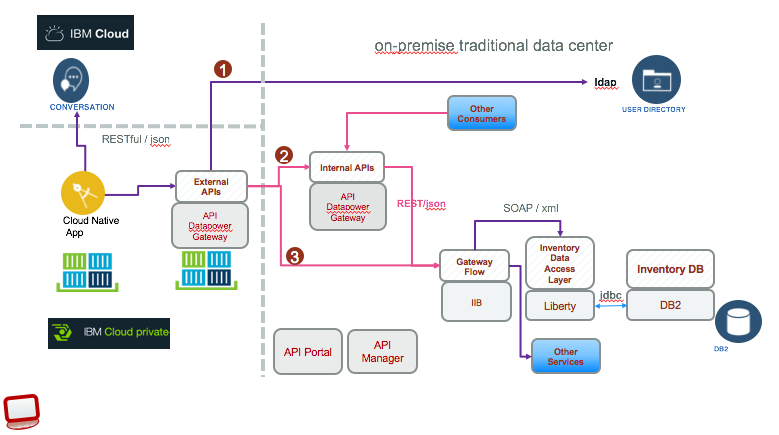 IBM Cloud
on-premise traditional data center
1
ldap
CONVERSATION
USER DIRECTORY
Other
Consumers
RESTful / json
2
External
APIs
Internal APIs
API
Datapower
Gateway
API
Datapower
Gateway
REST/json
SOAP / xml
Cloud Native
App
3
Gateway
Flow
IIB
Inventory
Data
Access
Layer
Liberty
jdbc
Inventory DB
DB2
DB2
IBM Cloud private
API Portal
API
Manager
Other
Services